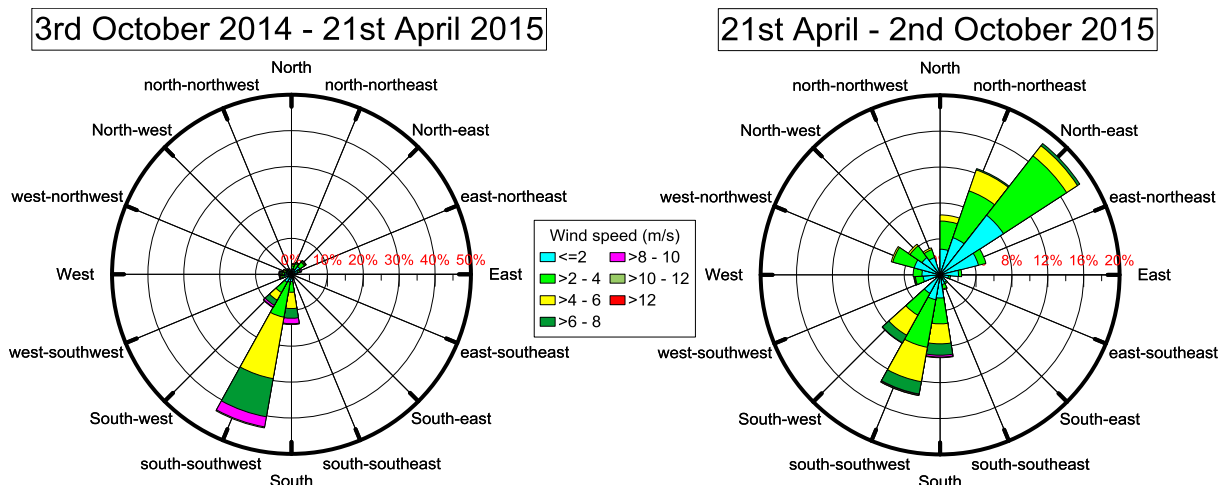 3rd October 2014 - 21st April 2015
North
north-northwest
north-northeast
North-west
North-east
west-northwest
east-northeast
0% 10% 20% 30% 40% 50%
West
East
west-southwest
east-southeast
South-west
South-east
south-southwest
south-southeast
South
Wind speed (m/s)
<=2
>2 - 4
>4 - 6
>6 - 8
>8 - 10
>10 - 12
>12
21st April - 2nd October 2015
North
north-northwest
north-northeast
North-west
North-east
west-northwest
east-northeast
8% 12% 16% 20%
West
East
west-southwest
east-southeast
South-west
South-east
south-southwest
south-southeast
South